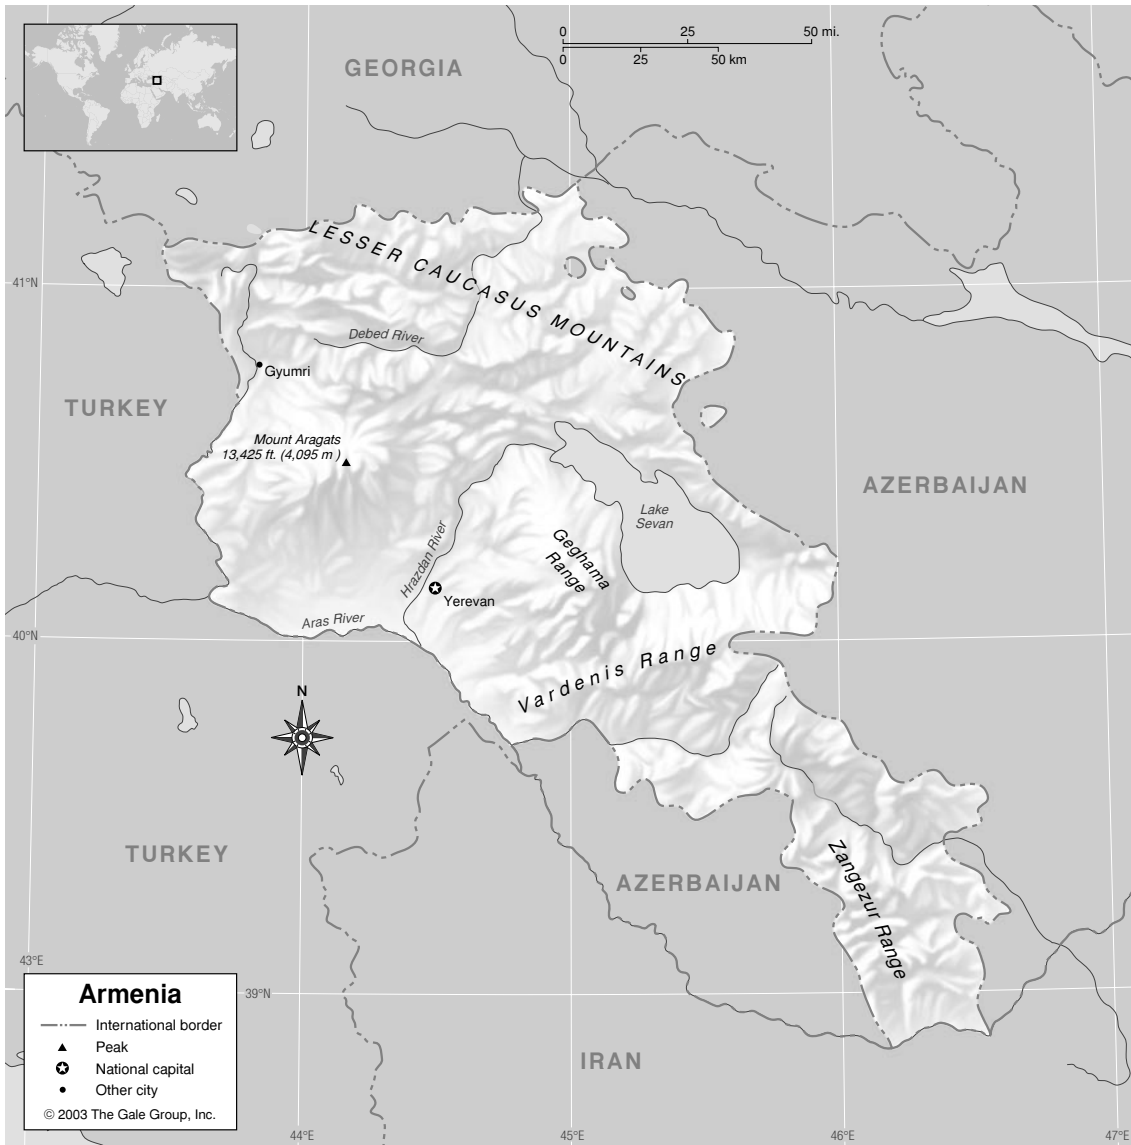 0 25 50 mi.
0 25 50 km
GEORGIA
LESSER CAUCASUS MOUNTAINS
41°N
Debed River
Gyumri
TURKEY
Mount Aragats
13,425 ft. (4,095 m )
AZERBAIJAN
Lake
Sevan
Geghama
Range
Hrazdan River
Yerevan
Aras River
40°N
Vardenis Range
N
TURKEY
AZERBAIJAN
Zangezur Range
43°E
39°N
Armenia
International border
Peak
National capital
Other city
© 2003 The Gale Group, Inc.
IRAN
44°E
45°E
46°E
47°E